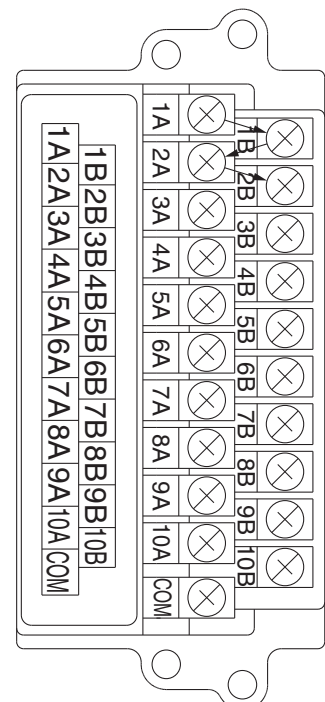 1A 2A 3A 4A 5A 6A 7A 8A 9A 10A COM
1B 2B 3B 4B 5B 6B 7B 8B 9B 10B
1A
2A
3A
4A
5A
6A
7A
8A
9A
10A
COM
1B
2B
3B
4B
5B
6B
7B
8B
9B
10B